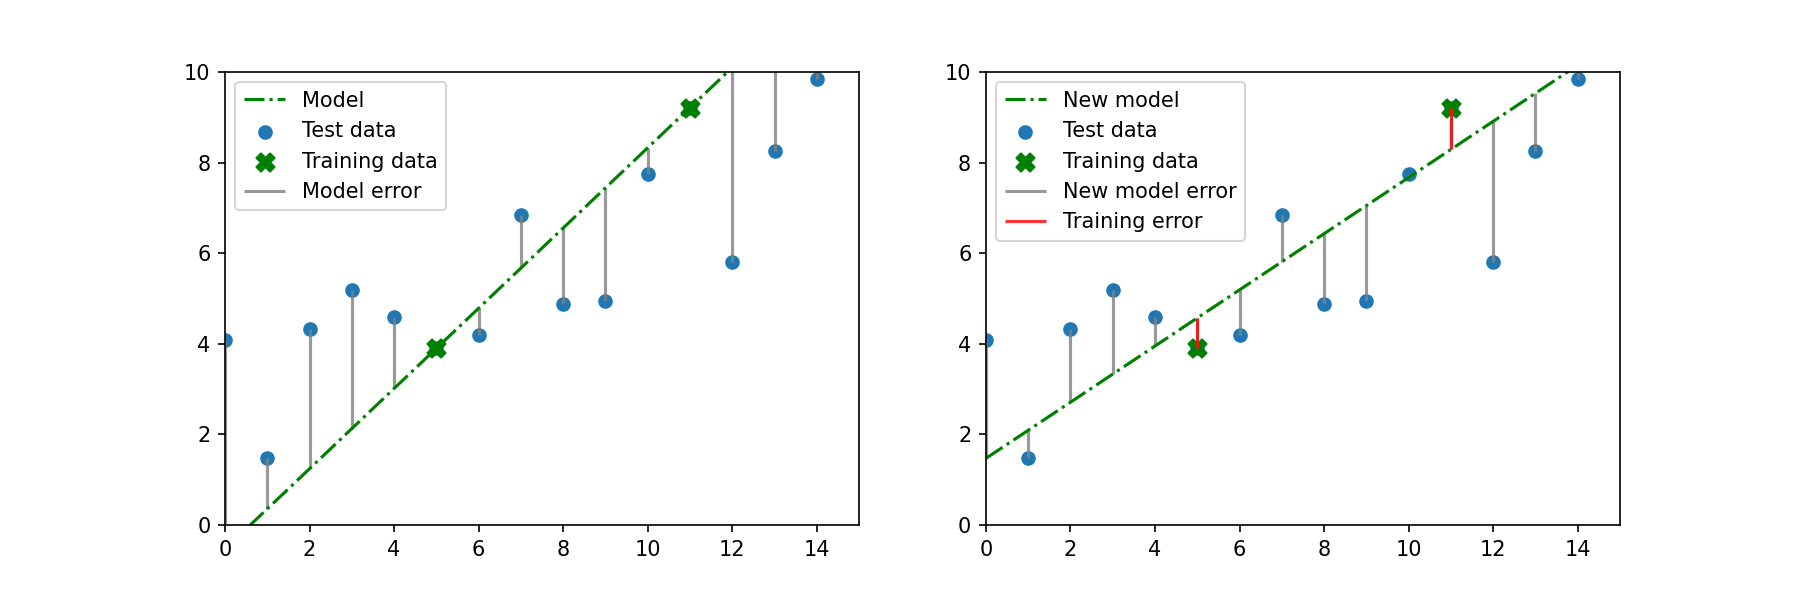 10
8
6
4
2
0
0 2 4 6 8 10 12 14
Model
Test data
Training data
Model error
10
8
6
4
2
0
0 2 4 6 8 10 12 14
New model
Test data
Training data
New model error
Training error